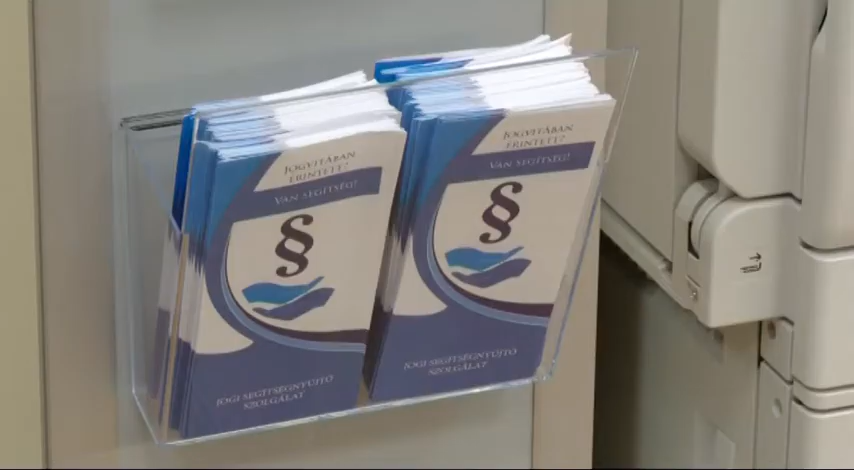 JOGVITÁBAN
ÉRINTETT?
VAN SEGÍTSÉG!
§
JOGI SEGÍTSÉGNYÚJTÓ
SZOLGÁLAT
JOGVITÁBAN
ÉRINTETT?
VAN SEGÍTSÉG!
§
JOGI SEGÍTSÉGNYÚJTÓ
SZOLGÁLAT